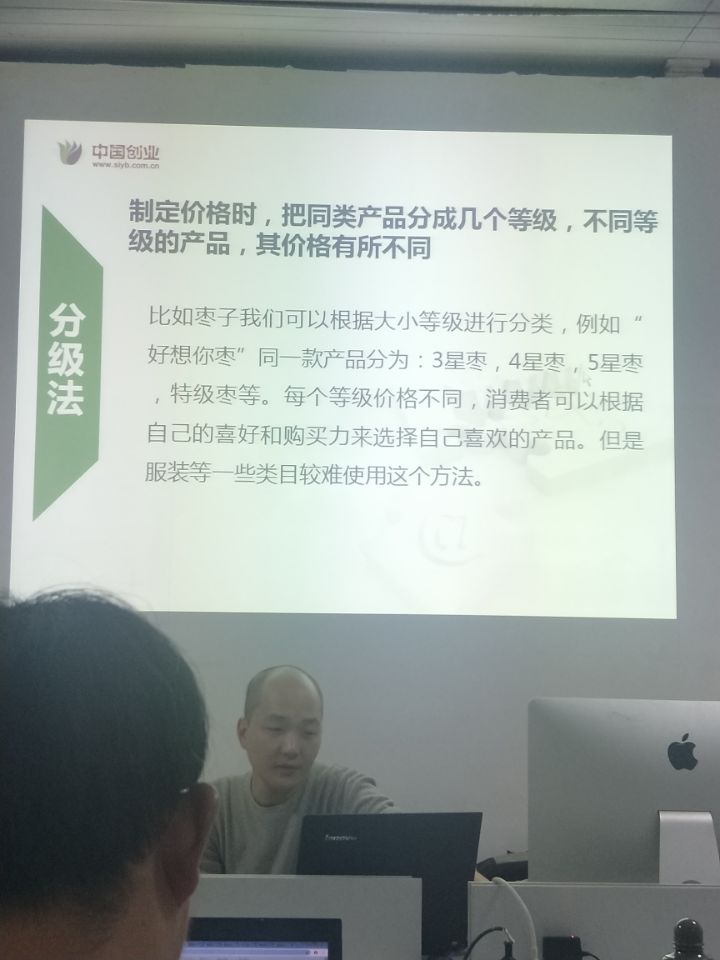 中国创业
www.siyb.com.cn
制定价格时，把同类产品分成几个等级，不同等
级的产品，其价格有所不同
分级法
比如枣子我们可以根据大小等级进行分类，例如“
好想你枣”同一款产品分为：3星枣，4星枣，5星枣
，特级枣等。每个等级价格不同，消费者可以根据
自己的喜好和购买力来选择自己喜欢的产品。但是
服装等一些类目较难使用这个方法。
lenovo